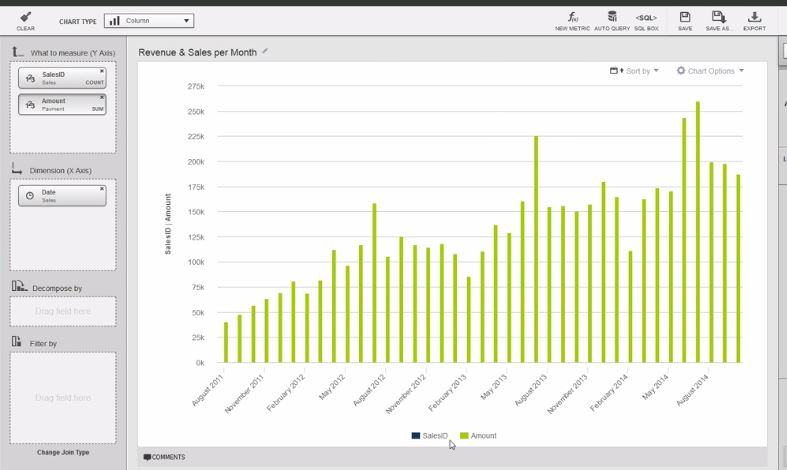 CLEAR
CHART TYPE
Column
f(x)
NEW METRIC
AUTO QUERY
<SQL>
SQL BOX
SAVE
SAVE AS...
EXPORT
What to measure (Y Axis)
123
SalesID
Sales
COUNT
123
Amount
Payment
SUM
Dimension (X Axis)
Date
Sales
Decompose by
Drag field here
Filter by
Drag field here
Change Join Type
Revenue & Sales per Month
Sort by
Chart Options
SalesID | Amount
275k
250k
225k
200k
175k
150k
125k
100k
75k
50k
25k
0k
August 2011
November 2011
February 2012
May 2012
August 2012
November 2012
February 2013
May 2013
August 2013
November 2013
February 2014
May 2014
August 2014
SalesID
Amount
COMMENTS